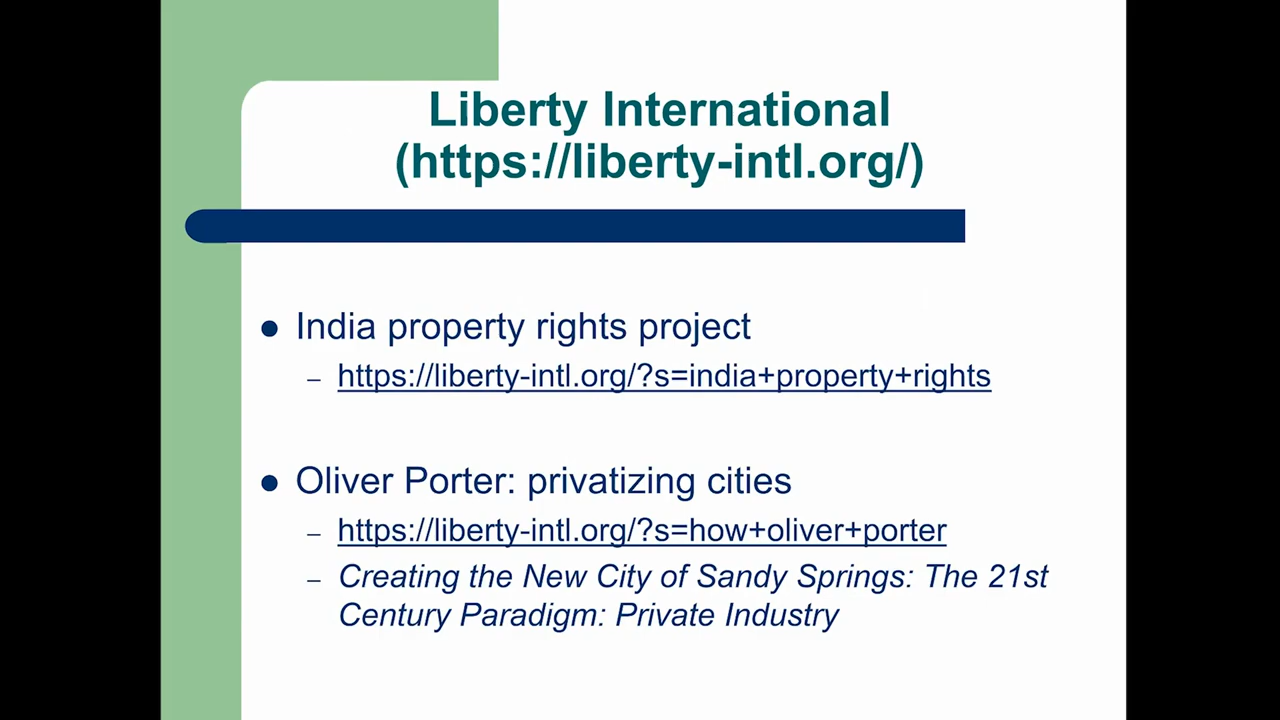 Liberty International
(https://liberty-intl.org/)
● India property rights project
– https://liberty-intl.org/?s=india+property+rights
● Oliver Porter: privatizing cities
– https://liberty-intl.org/?s=how+oliver+porter
– Creating the New City of Sandy Springs: The 21st
Century Paradigm: Private Industry